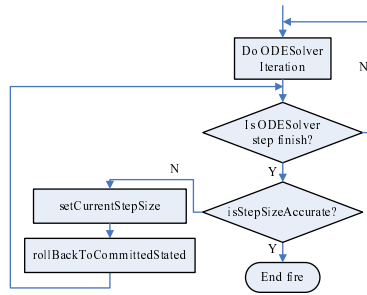 Do ODESolver
Iteration
N
Is ODESolver
step finish?
Y
N
isStepSizeAccurate?
setCurrentStepSize
Y
rollBackToCommittedStated
End fire